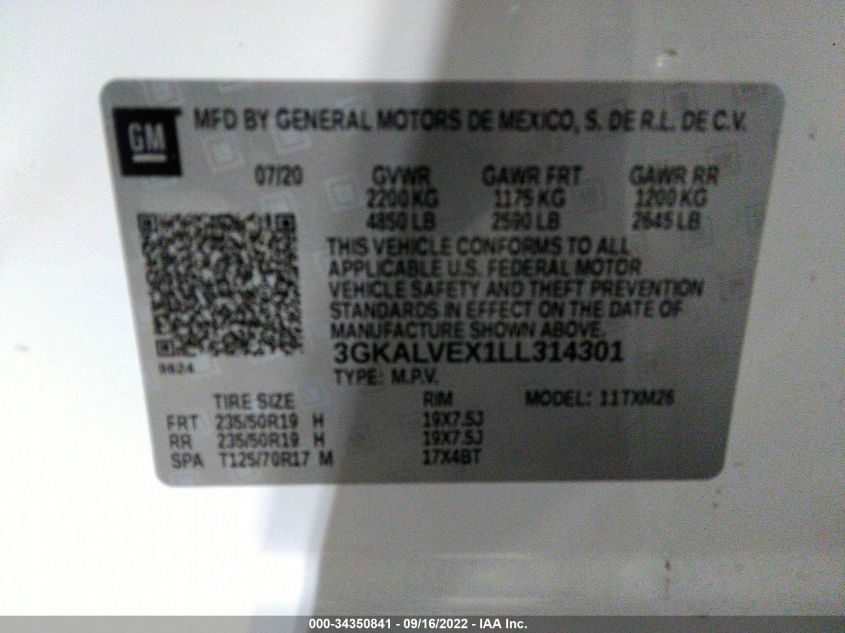 GM
MFD BY GENERAL MOTORS DE MEXICO, S. DE R.L. DE C.V.
07/20 GVWR GAWR FRT GAWR RR
2200 KG 1175 KG 1200 KG
4850 LB 2590 LB 2645 LB
THIS VEHICLE CONFORMS TO ALL
APPLICABLE U.S. FEDERAL MOTOR
VEHICLE SAFETY AND THEFT PREVENTION
STANDARDS IN EFFECT ON THE DATE OF
MANUFACTURE SHOWN ABOVE.
3GKALVEX1LL314301
9624
TYPE: M.P.V.
TIRE SIZE RIM MODEL: 11TXM26
FRT 235/50R19 H 19X7.5J
RR 235/50R19 H 19X7.5J
SPA T125/70R17 M 17X4BT
000-34350841 - 09/16/2022 - IAA Inc.